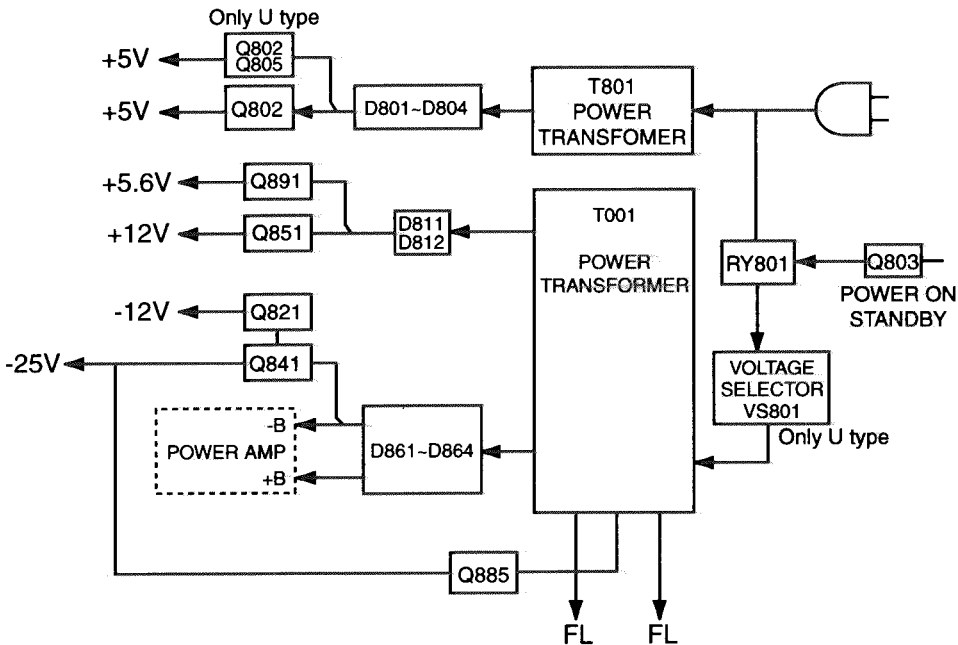 Only U type
Q802
Q805
+5V
T801
POWER
TRANSFOMER
+5V
Q802
D801~D804
+5.6V
Q891
+12V
Q851
D811
D812
T001
POWER
TRANSFORMER
RY801
Q803
POWER ON
STANDBY
-12V
Q821
-25V
Q841
VOLTAGE
SELECTOR
VS801
Only U type
POWER AMP
-B
+B
D861~D864
Q885
FL
FL